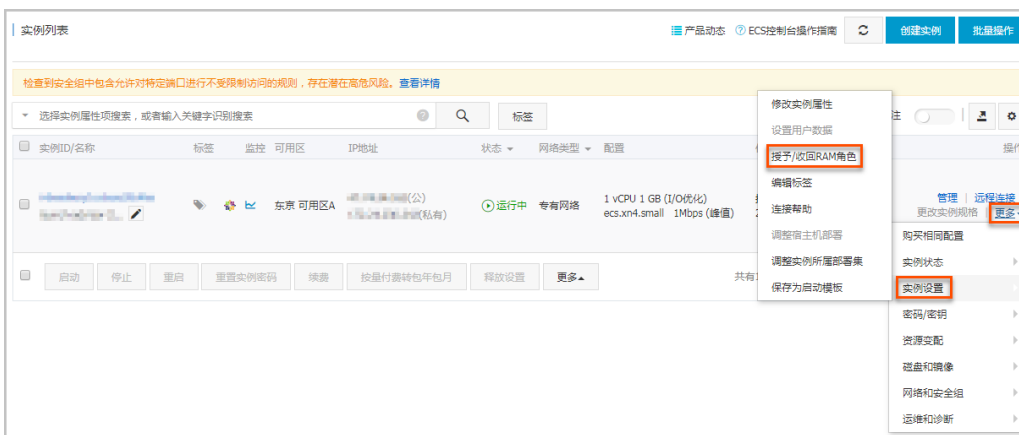 实例列表
产品动态 ECS控制台操作指南 创建实例 批量操作
检查到安全组中包含允许对特定端口进行不受限制访问的规则，存在潜在高危风险。查看详情
选择实例属性项搜索，或者输入关键字识别搜索 标签 注
实例ID/名称 标签 监控 可用区 IP地址 状态 网络类型 配置 操作
东京 可用区A (公) (私有) 运行中 专有网络
1 vCPU 1 GB (I/O优化)
ecs.xn4.small 1Mbps (峰值)
管理 | 远程连接
更改实例规格 | 更多
启动 停止 重启 重置实例密码 续费 按量付费转包年包月 释放设置 更多 共有
修改实例属性
设置用户数据
授予/收回RAM角色
编辑标签
连接帮助
调整宿主机部署
调整实例所属部署集
保存为启动模板
购买相同配置
实例状态
实例设置
密码/密钥
资源变配
磁盘和镜像
网络和安全组
运维和诊断